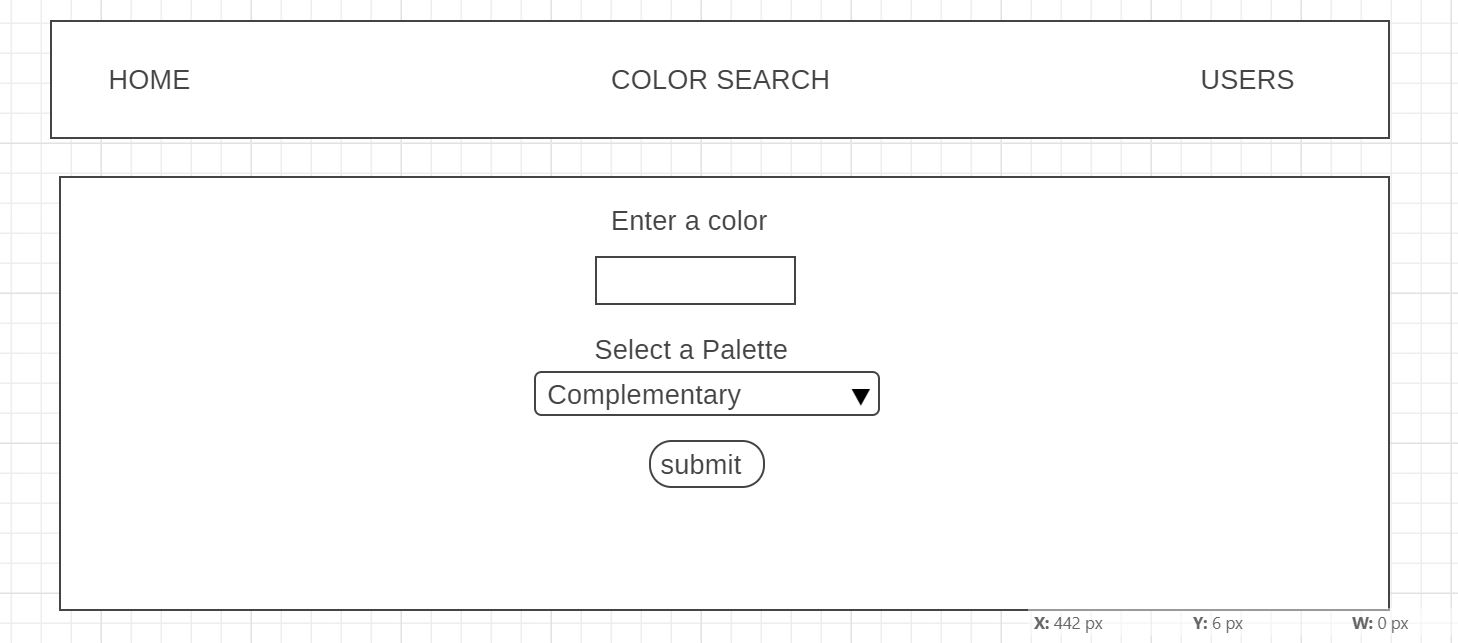 HOME COLOR SEARCH USERS
Enter a color
Select a Palette
Complementary
submit
X: 442 px Y: 6 px W: 0 px